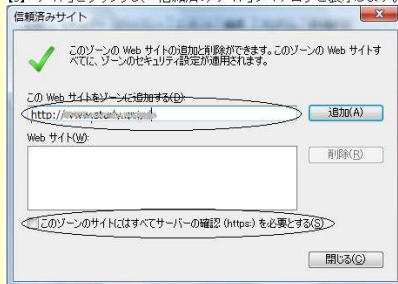 信頼済みサイト
このゾーンの Web サイトの追加と削除ができます。このゾーンの Web サイトす
べてに、ゾーンのセキュリティ設定が適用されます。
この Web サイトをゾーンに追加する(D):
http://
追加(A)
Web サイト(W):
削除(R)
このゾーンのサイトにはすべてサーバーの確認 (https:) を必要とする(S)
閉じる(C)